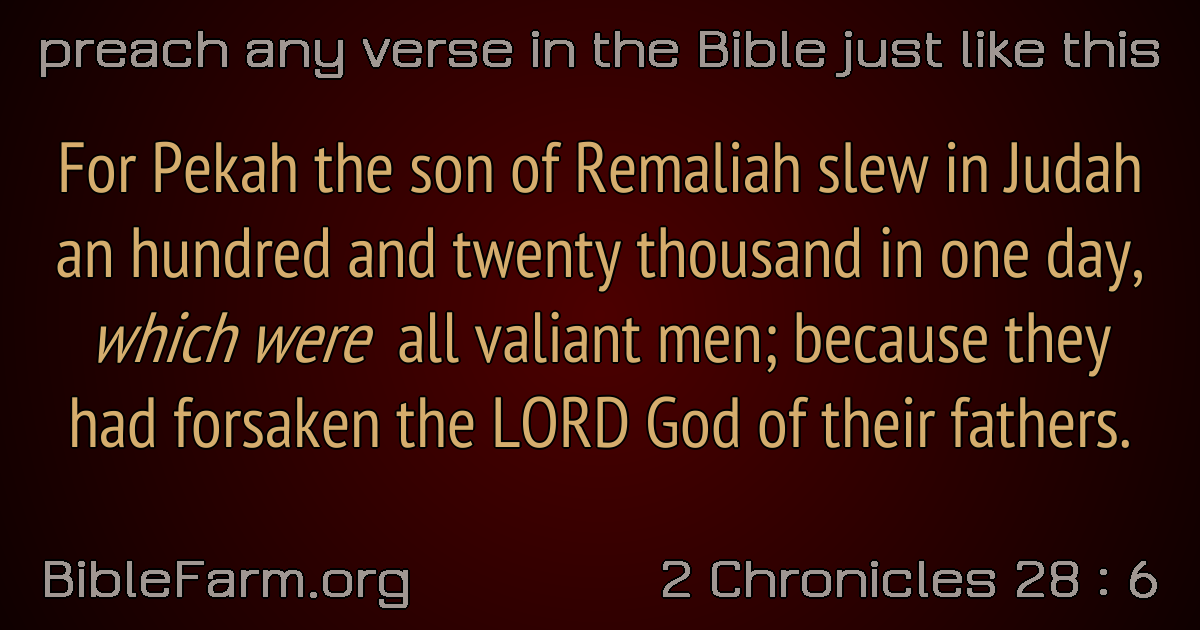 preach any verse in the Bible just like this
For Pekah the son of Remaliah slew in Judah
an hundred and twenty thousand in one day,
which were all valiant men; because they
had forsaken the LORD God of their fathers.
BibleFarm.org
2 Chronicles 28 : 6